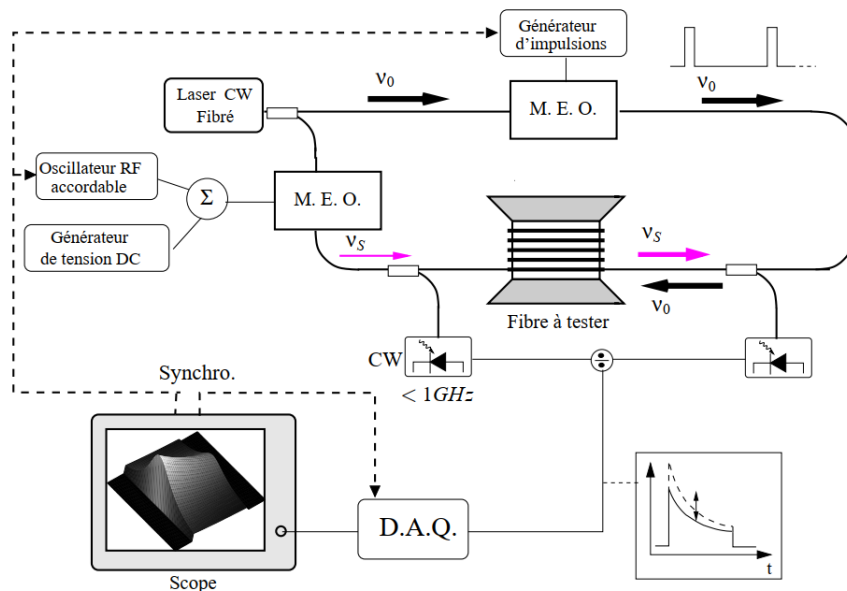 Générateur
d'impulsions
Laser CW
Fibré
ν0
M. E. O.
ν0
Oscillateur RF
accordable
Σ
M. E. O.
Générateur
de tension DC
νS
νS
ν0
Fibre à tester
CW
÷
< 1GHz
Synchro.
D.A.Q.
t
Scope